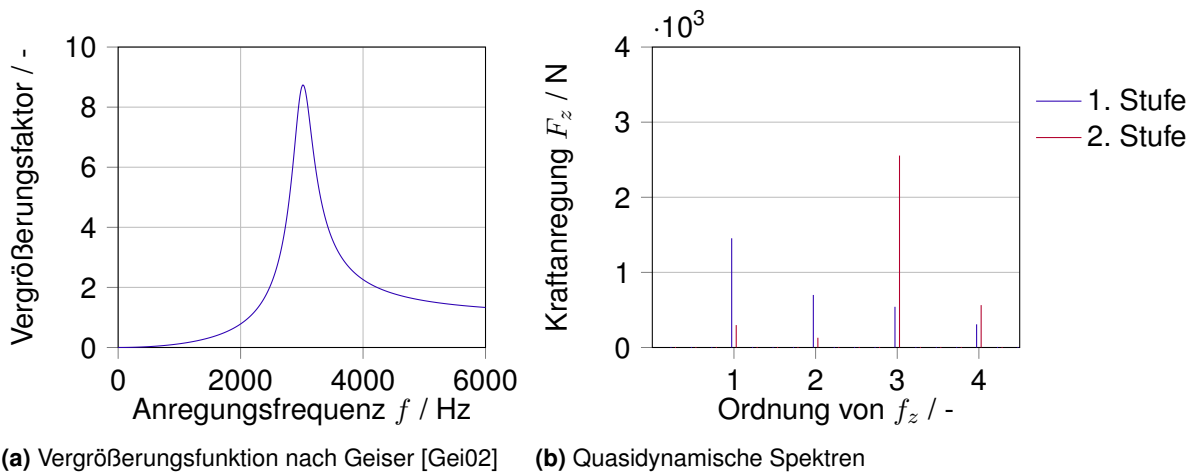 Vergrößerungsfaktor / -
10
8
6
4
2
0
0 2000 4000 6000
Anregungsfrequenz f / Hz
Kraftanregung F_z / N
·10³
4
3
2
1
0
1 2 3 4
Ordnung von f_z / -
1. Stufe
2. Stufe
(a) Vergrößerungsfunktion nach Geiser [Gei02]
(b) Quasidynamische Spektren